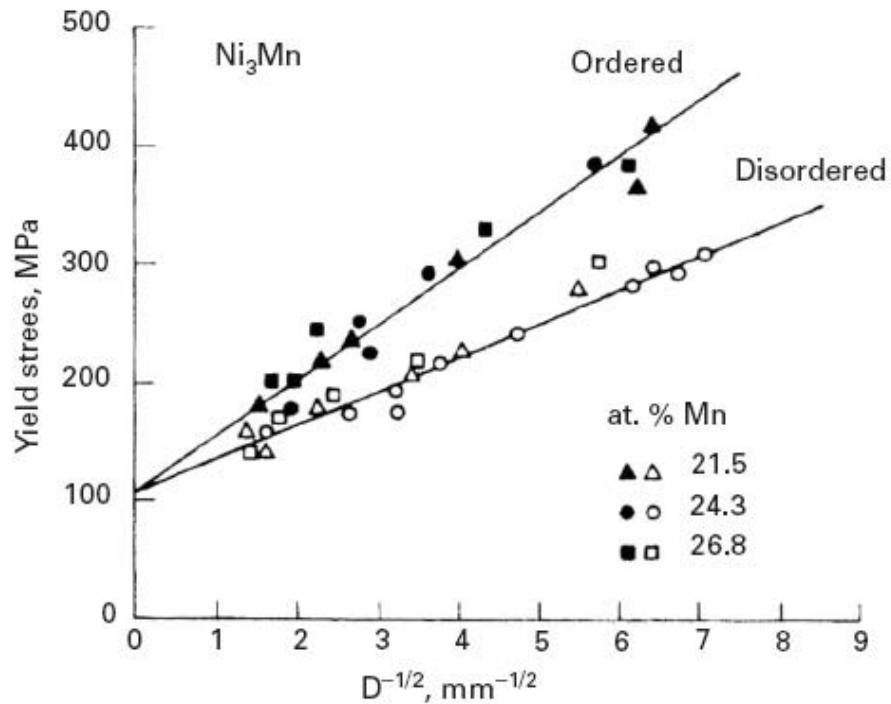 500
Ni₃Mn
Ordered
400
Disordered
300
Yield strees, MPa
200
at. % Mn
21.5
24.3
100
26.8
0
0 1 2 3 4 5 6 7 8 9
D⁻¹/², mm⁻¹/²